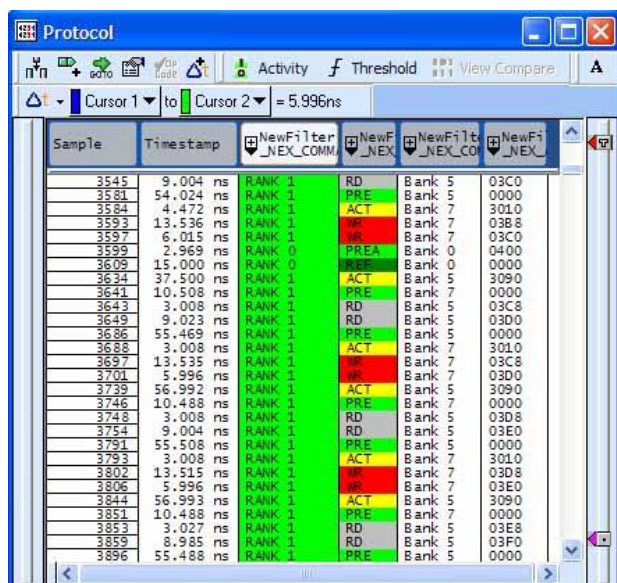 Protocol
GOTO Op Code Δt Activity f Threshold View Compare A
Δt Cursor 1 to Cursor 2 = 5.996ns
Sample Timestamp NewFilter _NEX_COMM NewF _NEX NewFilt _NEX_CO NewFi _NEX_
3545 9.004 ns RANK 1 RD Bank 5 03C0
3581 54.024 ns RANK 1 PRE Bank 5 0000
3584 4.472 ns RANK 1 ACT Bank 7 3010
3593 13.536 ns RANK 1 WR Bank 7 03B8
3597 6.015 ns RANK 1 WR Bank 7 03C0
3599 2.969 ns RANK 0 PREA Bank 0 0400
3609 15.000 ns RANK 0 REF Bank 0 0000
3634 37.500 ns RANK 1 ACT Bank 5 3090
3641 10.508 ns RANK 1 PRE Bank 7 0000
3643 3.008 ns RANK 1 RD Bank 5 03C8
3649 9.023 ns RANK 1 RD Bank 5 03D0
3686 55.469 ns RANK 1 PRE Bank 5 0000
3688 3.008 ns RANK 1 ACT Bank 7 3010
3697 13.535 ns RANK 1 WR Bank 7 03C8
3701 5.996 ns RANK 1 WR Bank 7 03D0
3739 56.992 ns RANK 1 ACT Bank 5 3090
3746 10.488 ns RANK 1 PRE Bank 7 0000
3748 3.008 ns RANK 1 RD Bank 5 03D8
3754 9.004 ns RANK 1 RD Bank 5 03E0
3791 55.508 ns RANK 1 PRE Bank 5 0000
3793 3.008 ns RANK 1 ACT Bank 7 3010
3802 13.515 ns RANK 1 WR Bank 7 03D8
3806 5.996 ns RANK 1 WR Bank 7 03E0
3844 56.993 ns RANK 1 ACT Bank 5 3090
3851 10.488 ns RANK 1 PRE Bank 7 0000
3853 3.027 ns RANK 1 RD Bank 5 03E8
3859 8.985 ns RANK 1 RD Bank 5 03F0
3896 55.488 ns RANK 1 PRE Bank 5 0000